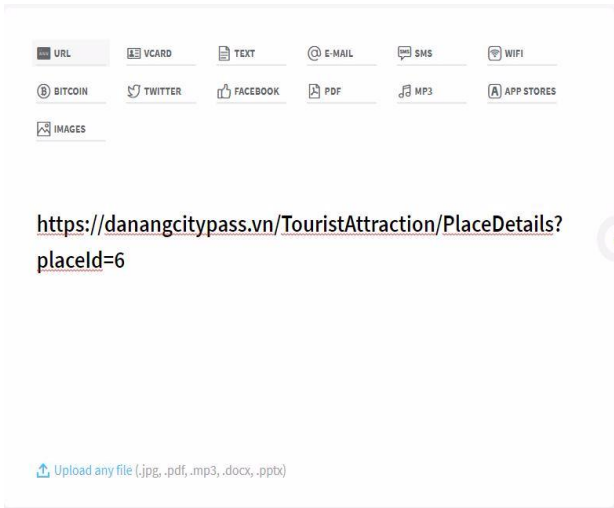 URL VCARD TEXT E-MAIL SMS WIFI
BITCOIN TWITTER FACEBOOK PDF MP3 APP STORES
IMAGES
https://danangcitypass.vn/TouristAttraction/PlaceDetails?
placeId=6
Upload any file (.jpg, .pdf, .mp3, .docx, .pptx)